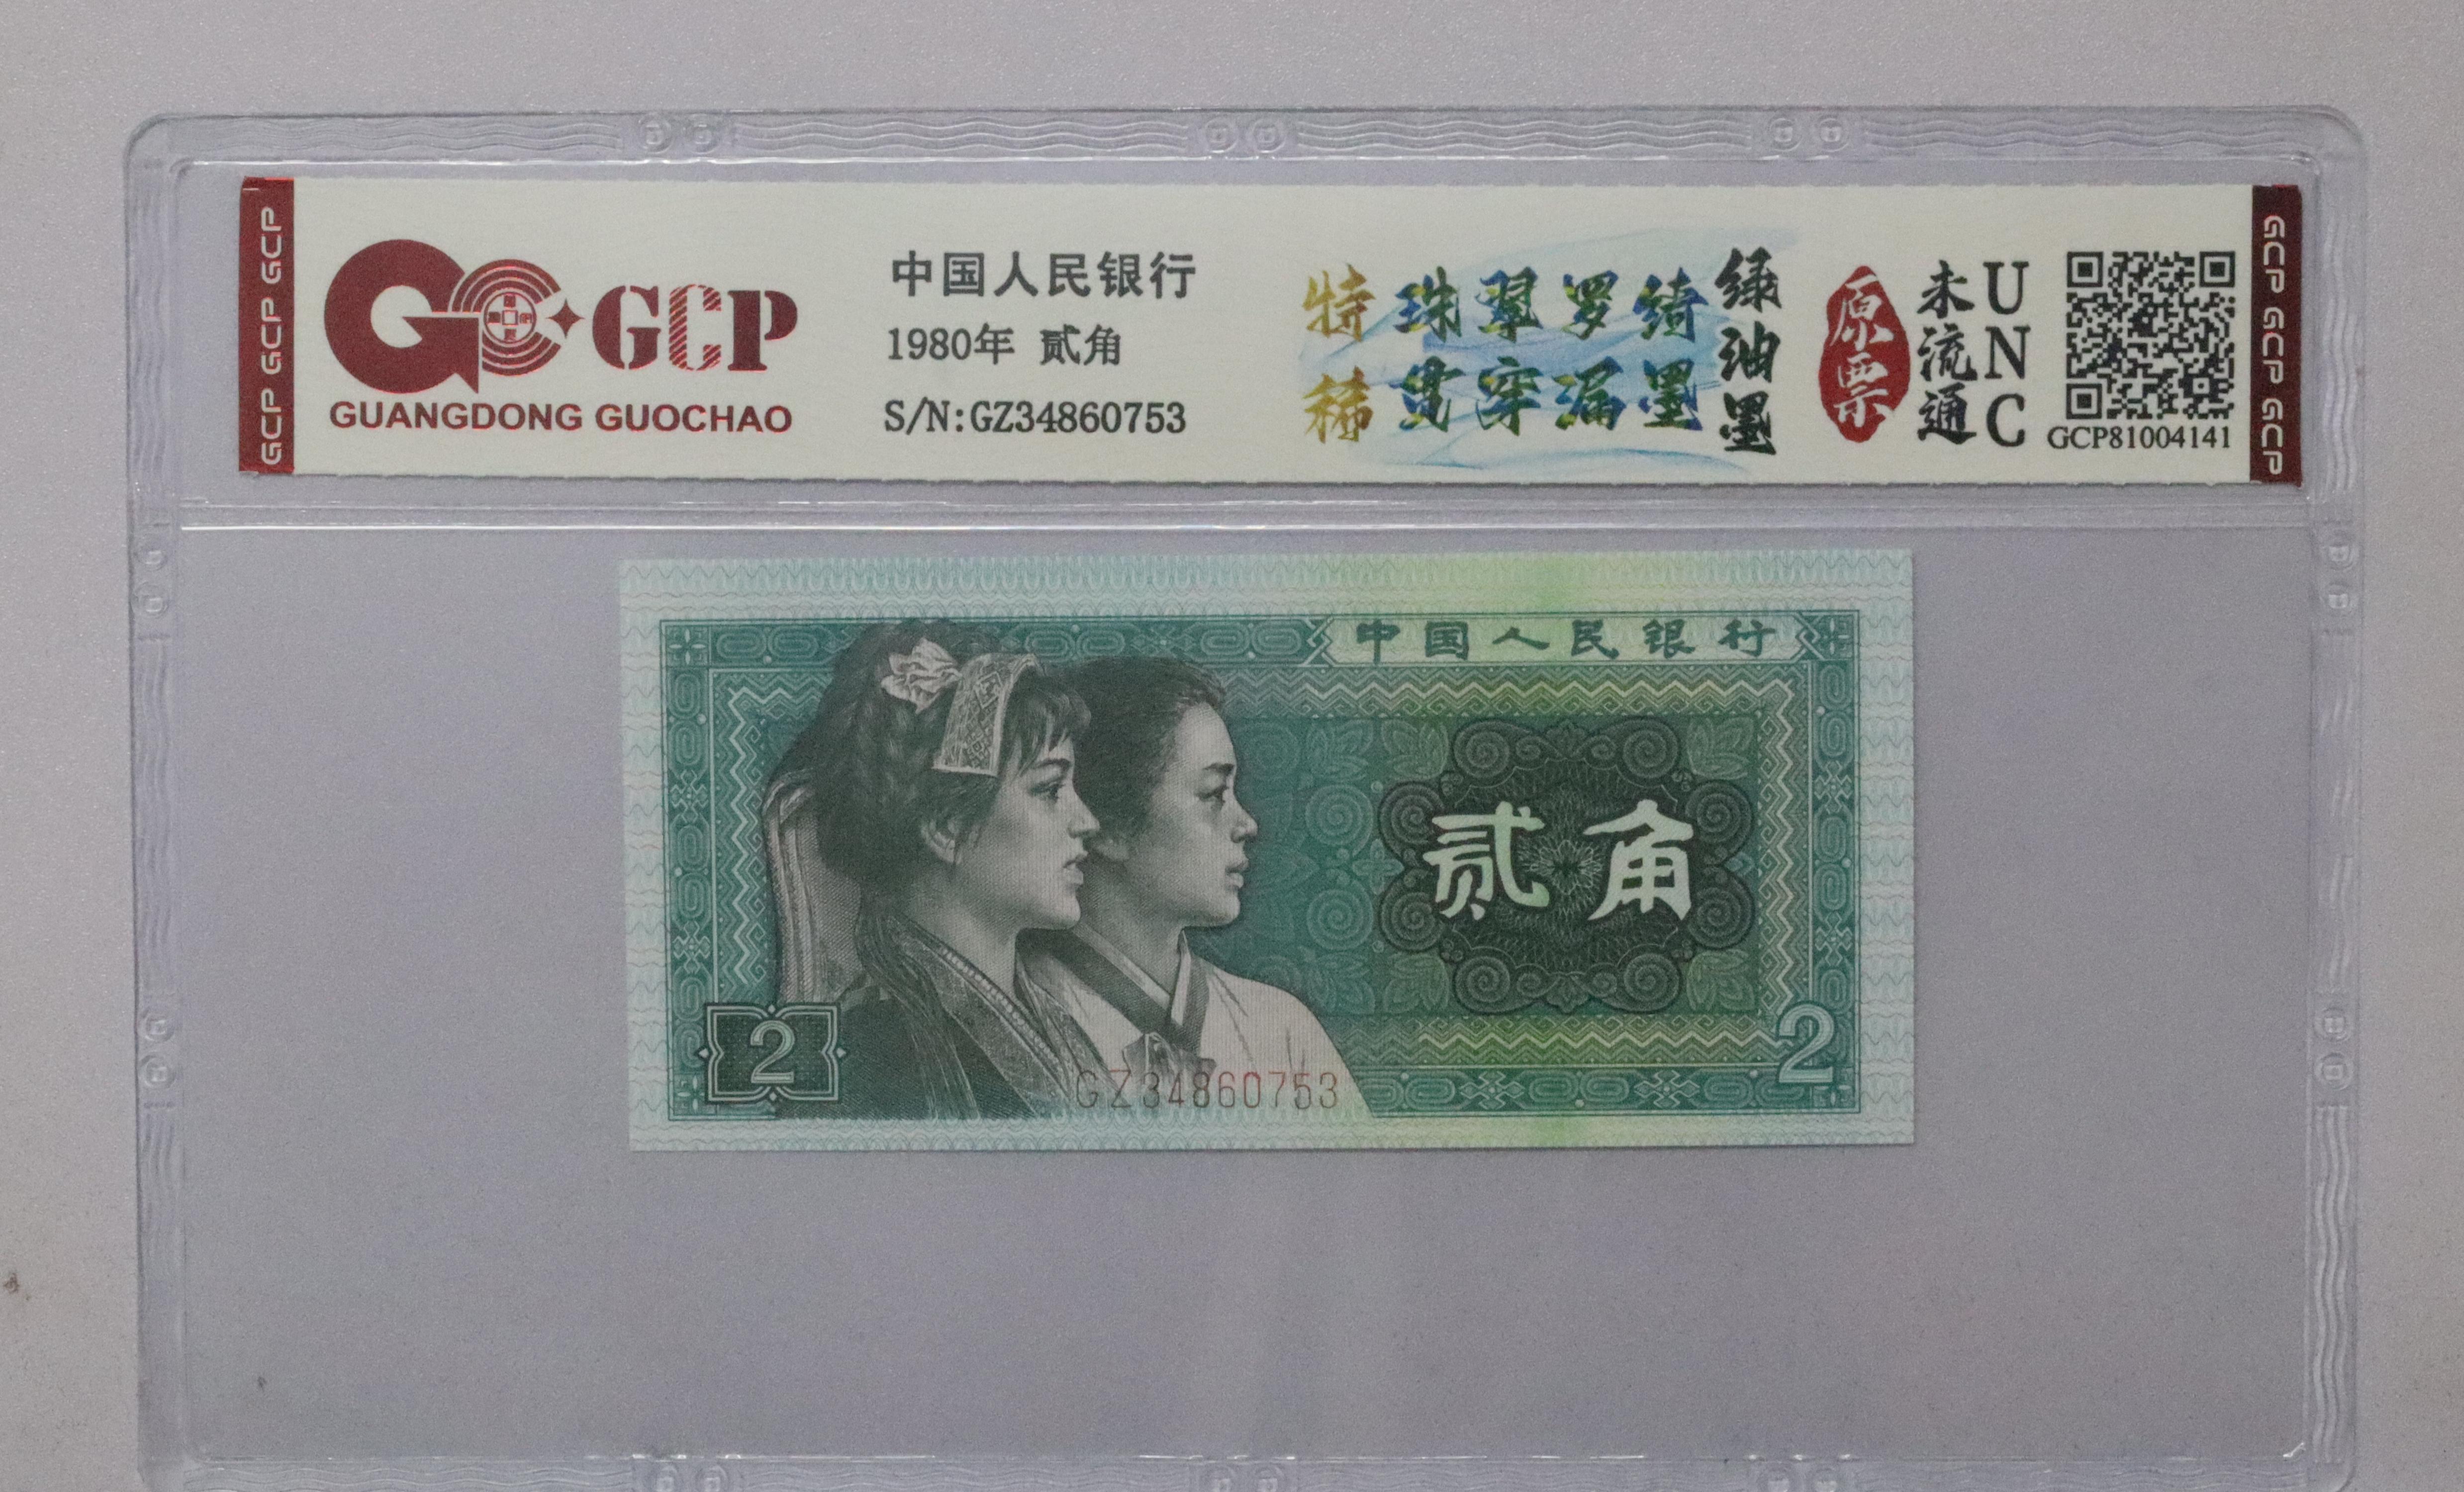 GCP GCP GCP
GCP
GUANGDONG GUOCHAO
中国人民银行
1980年 贰角
S/N:GZ34860753
特稀
珠翠罗绮
贯穿漏墨
绿油墨
原票
未流通
UNC
GCP81004141
GCP GCP GCP
中国人民银行
贰角
2
2
GZ34860753